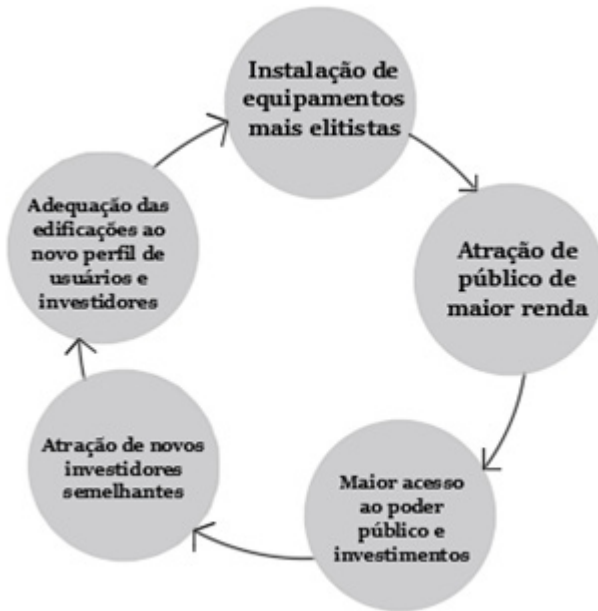 Instalação de
equipamentos
mais elitistas
Atração de
público de
maior renda
Maior acesso
ao poder
público e
investimentos
Atração de novos
investidores
semelhantes
Adequação das
edificações ao
novo perfil de
usuários e
investidores